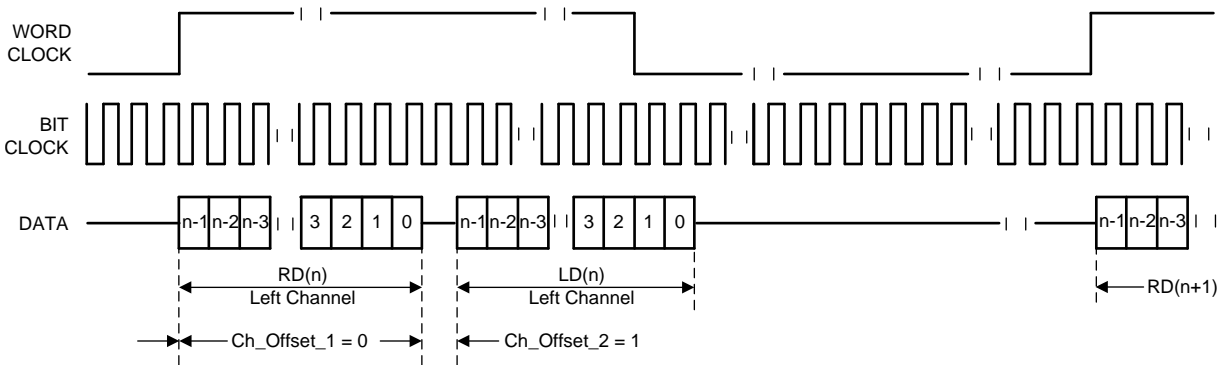 WORD
CLOCK
BIT
CLOCK
DATA
n-1 n-2 n-3 3 2 1 0 n-1 n-2 n-3 3 2 1 0 n-1 n-2 n-3
RD(n)
Left Channel
LD(n)
Left Channel
RD(n+1)
Ch_Offset_1 = 0
Ch_Offset_2 = 1